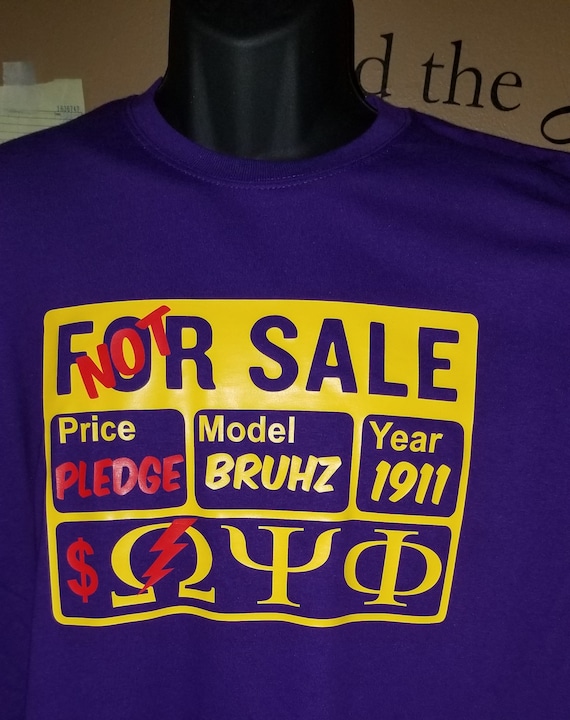 d the
FOR SALE
NOT
Price Model Year
PLEDGE BRUHZ 1911
$ ΩΨΦ